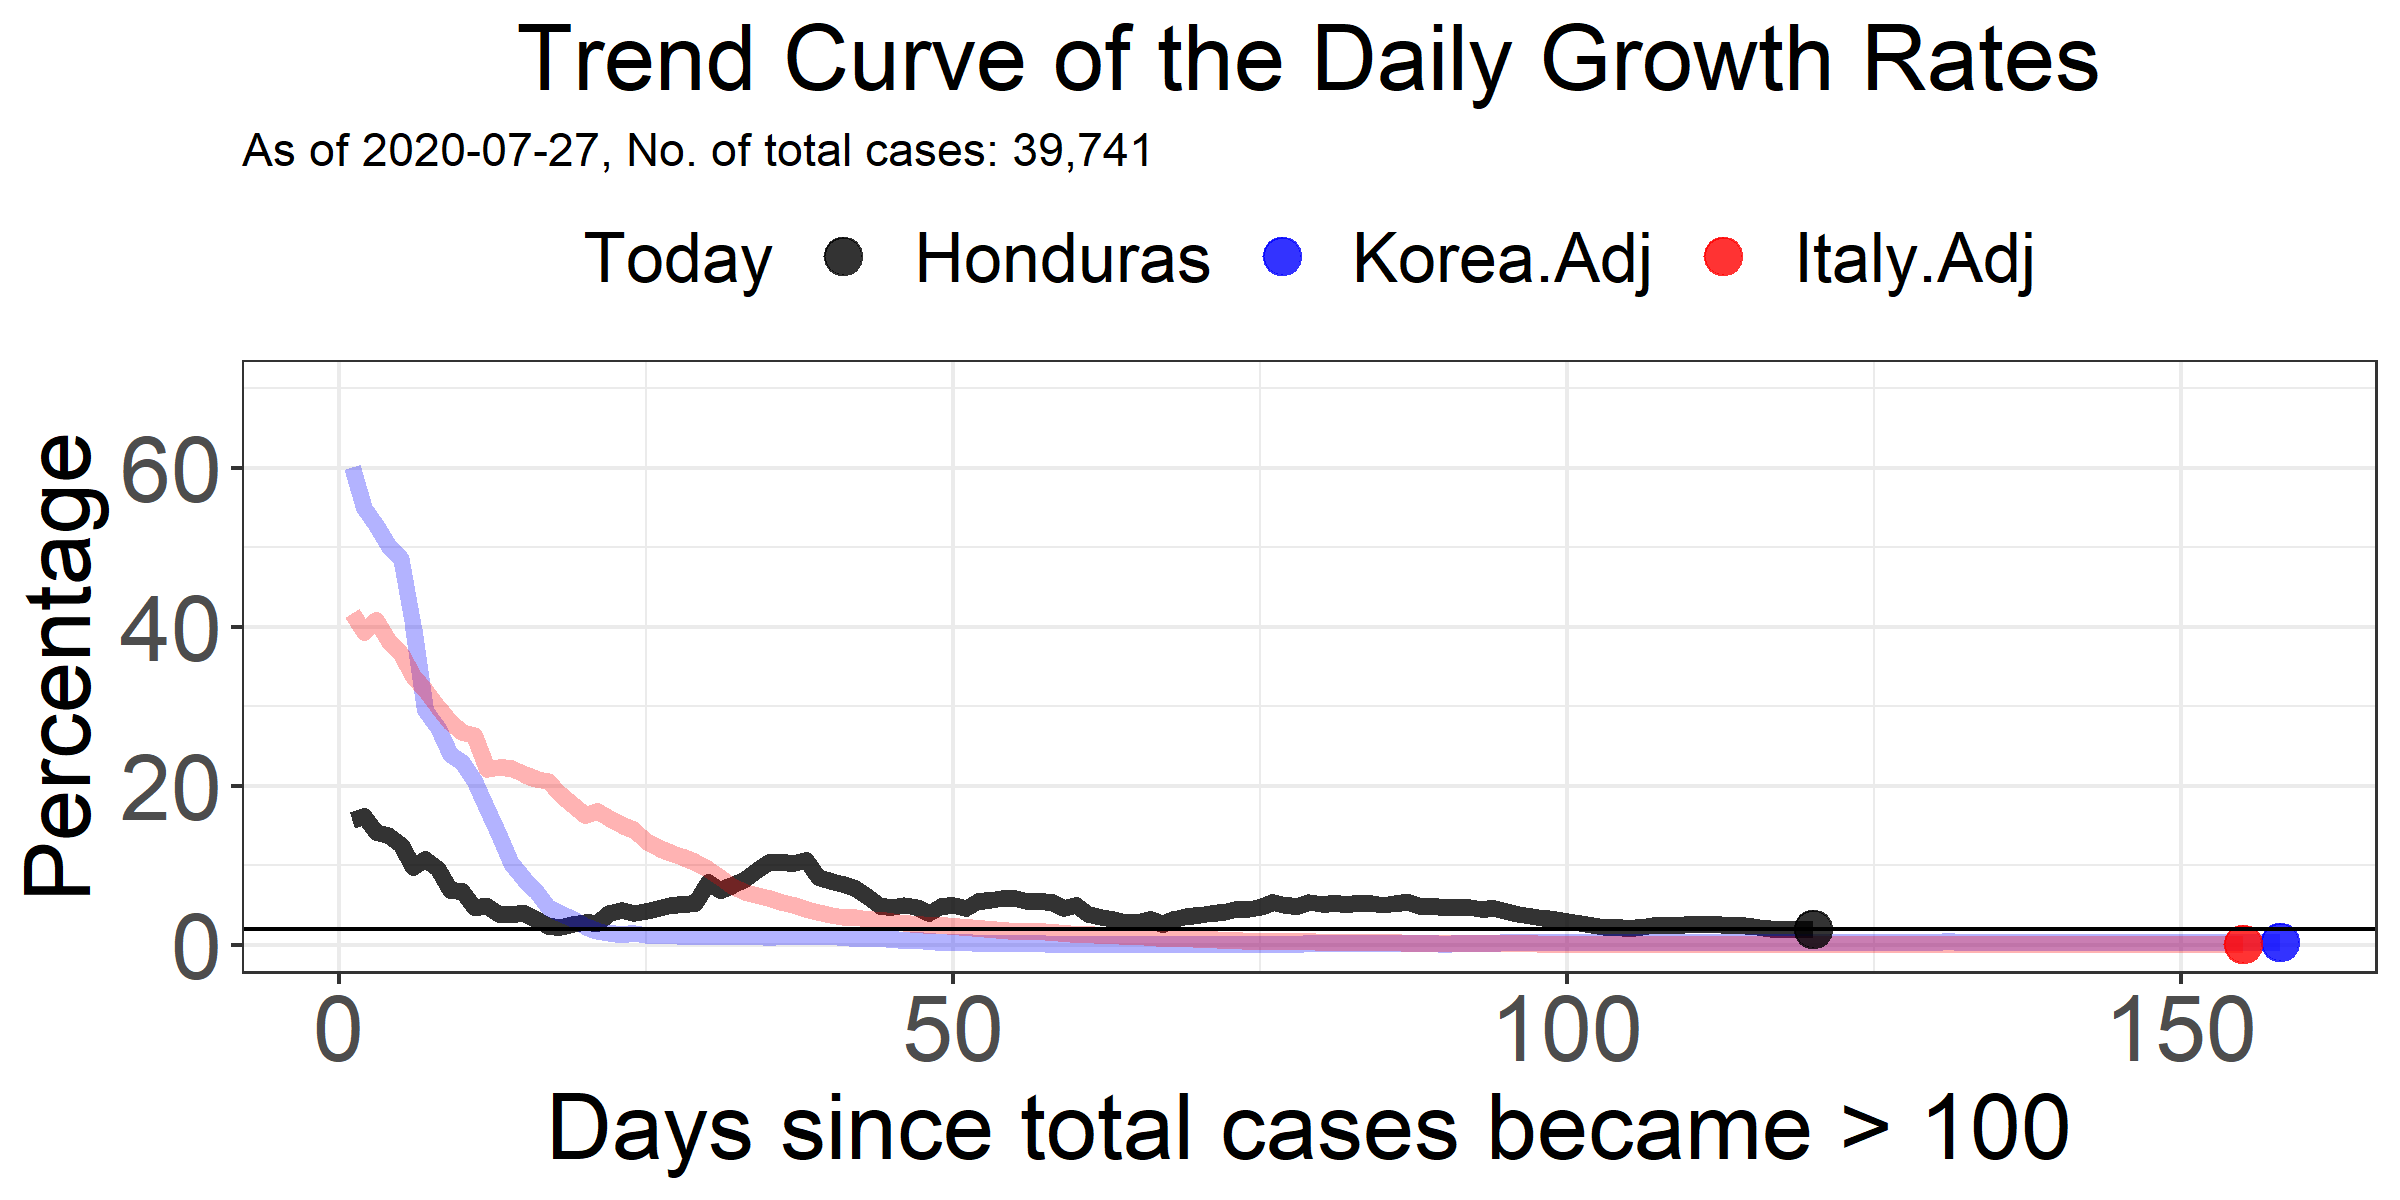 Trend Curve of the Daily Growth Rates
As of 2020-07-27, No. of total cases: 39,741
Today Honduras Korea.Adj Italy.Adj
Percentage
60
40
20
0
0 50 100 150
Days since total cases became > 100